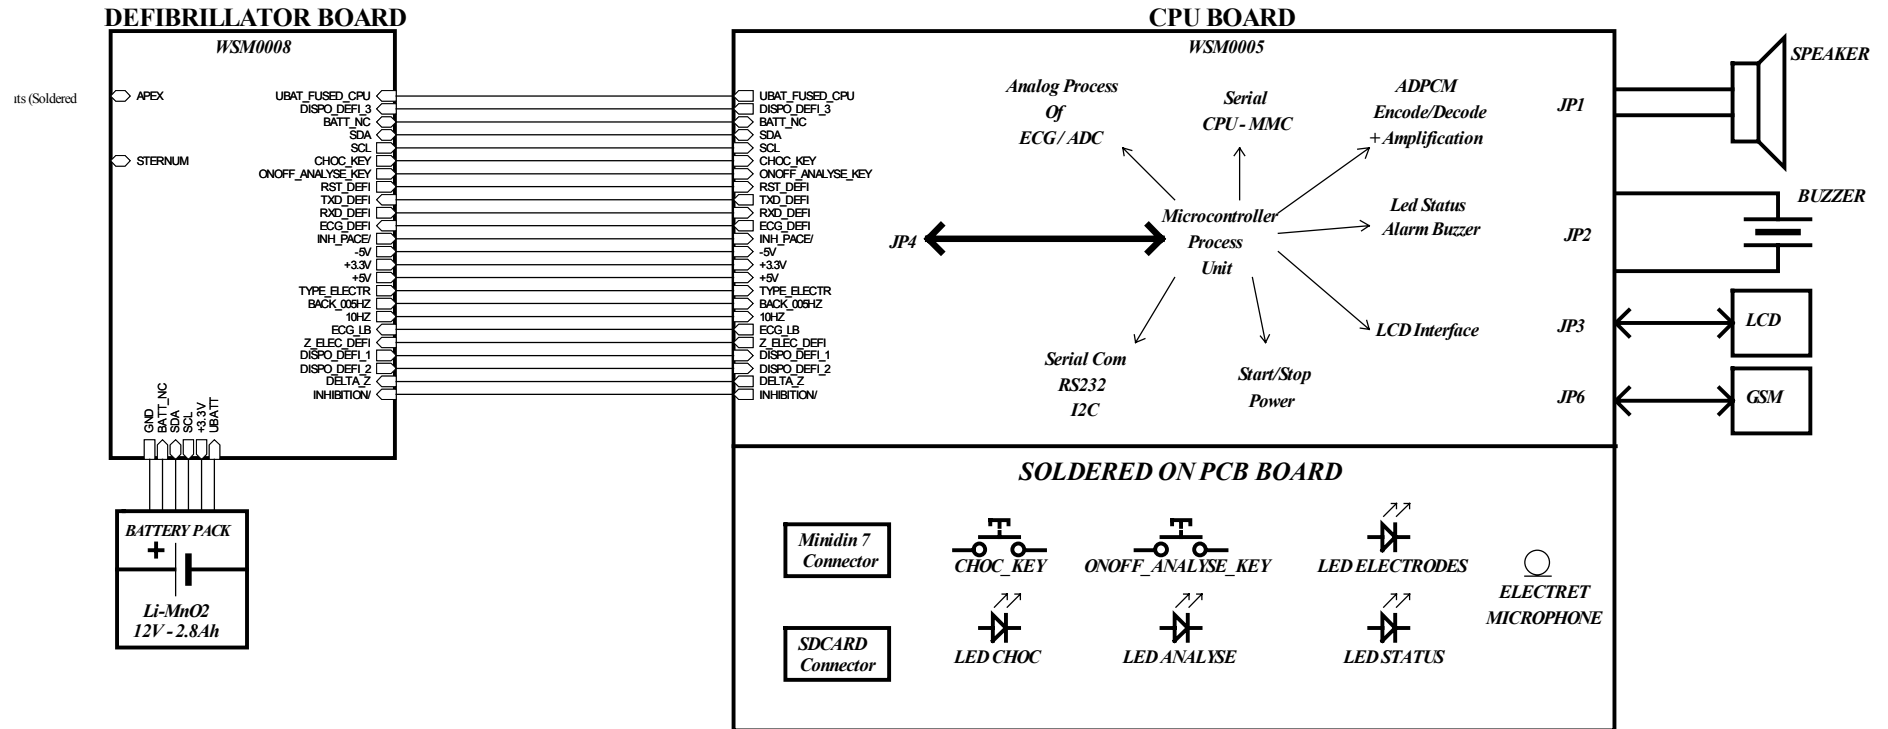 DEFIBRILLATOR BOARD
WSM0008
its (Soldered
APEX
STERNUM
UBAT_FUSED_CPU
DISPO_DEFI_3
BATT_NC
SDA
SCL
CHOC_KEY
ONOFF_ANALYSE_KEY
RST_DEFI
TXD_DEFI
RXD_DEFI
ECG_DEFI
INH_PACE/
-5V
+3.3V
+5V
TYPE_ELECTR
BACK_005HZ
10HZ
ECG_LB
Z_ELEC_DEFI
DISPO_DEFI_1
DISPO_DEFI_2
DELTA_Z
INHIBITION/
GND
BATT_NC
SDA
SCL
+3.3V
UBATT
BATTERY PACK
+
Li-MnO2
12V - 2.8Ah
CPU BOARD
WSM0005
UBAT_FUSED_CPU
DISPO_DEFI_3
BATT_NC
SDA
SCL
CHOC_KEY
ONOFF_ANALYSE_KEY
RST_DEFI
TXD_DEFI
RXD_DEFI
ECG_DEFI
INH_PACE/
-5V
+3.3V
+5V
TYPE_ELECTR
BACK_005HZ
10HZ
ECG_LB
Z_ELEC_DEFI
DISPO_DEFI_1
DISPO_DEFI_2
DELTA_Z
INHIBITION/
JP4
Analog Process
Of
ECG / ADC
Serial
CPU - MMC
ADPCM
Encode/Decode
+ Amplification
Microcontroller
Process
Unit
Led Status
Alarm Buzzer
LCD Interface
Serial Com
RS232
I2C
Start/Stop
Power
JP1
JP2
JP3
JP6
SPEAKER
BUZZER
LCD
GSM
SOLDERED ON PCB BOARD
Minidin 7
Connector
CHOC_KEY
ONOFF_ANALYSE_KEY
LED ELECTRODES
ELECTRET
MICROPHONE
SDCARD
Connector
LED CHOC
LED ANALYSE
LED STATUS